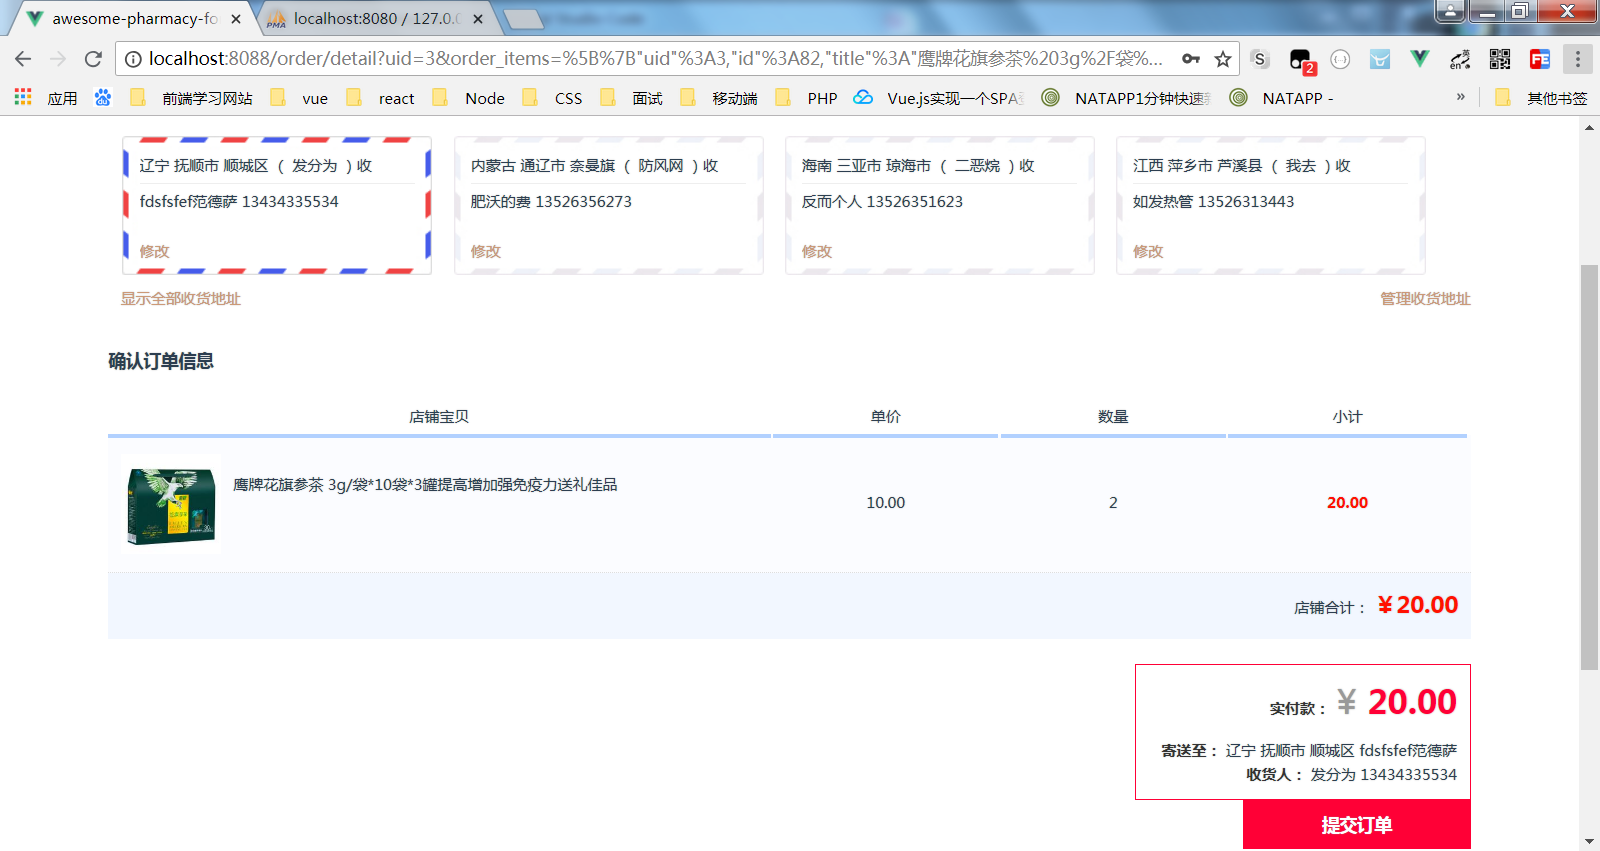 awesome-pharmacy-fo
localhost:8080 / 127.0.0
localhost:8088/order/detail?uid=3&order_items=%5B%7B"uid"%3A3,"id"%3A82,"title"%3A"鹰牌花旗参茶%203g%2F袋%...
应用 前端学习网站 vue react Node CSS 面试 移动端 PHP Vue.js实现一个SPA NATAPP1分钟快速 NATAPP - » 其他书签
辽宁 抚顺市 顺城区 ( 发分为 ) 收
fdsfsfef范德萨 13434335534
修改
内蒙古 通辽市 奈曼旗 ( 防风网 ) 收
肥沃的费 13526356273
修改
海南 三亚市 琼海市 ( 二恶烷 ) 收
反而个人 13526351623
修改
江西 萍乡市 芦溪县 ( 我去 ) 收
如发热管 13526313443
修改
显示全部收货地址 管理收货地址
确认订单信息
店铺宝贝 单价 数量 小计
鹰牌花旗参茶 3g/袋*10袋*3罐提高增加强免疫力送礼佳品
10.00 2 20.00
店铺合计： ¥20.00
实付款： ¥ 20.00
寄送至： 辽宁 抚顺市 顺城区 fdsfsfef范德萨
收货人： 发分为 13434335534
提交订单